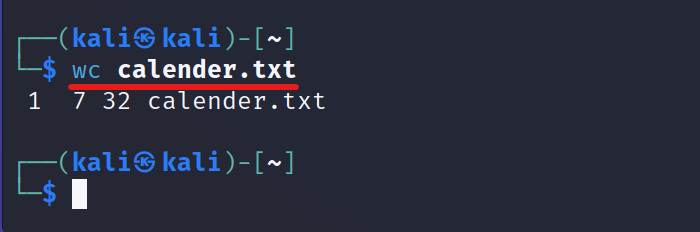 ┌──(kali㉿kali)-[~]
└─$ wc calender.txt
 1  7 32 calender.txt
┌──(kali㉿kali)-[~]
└─$